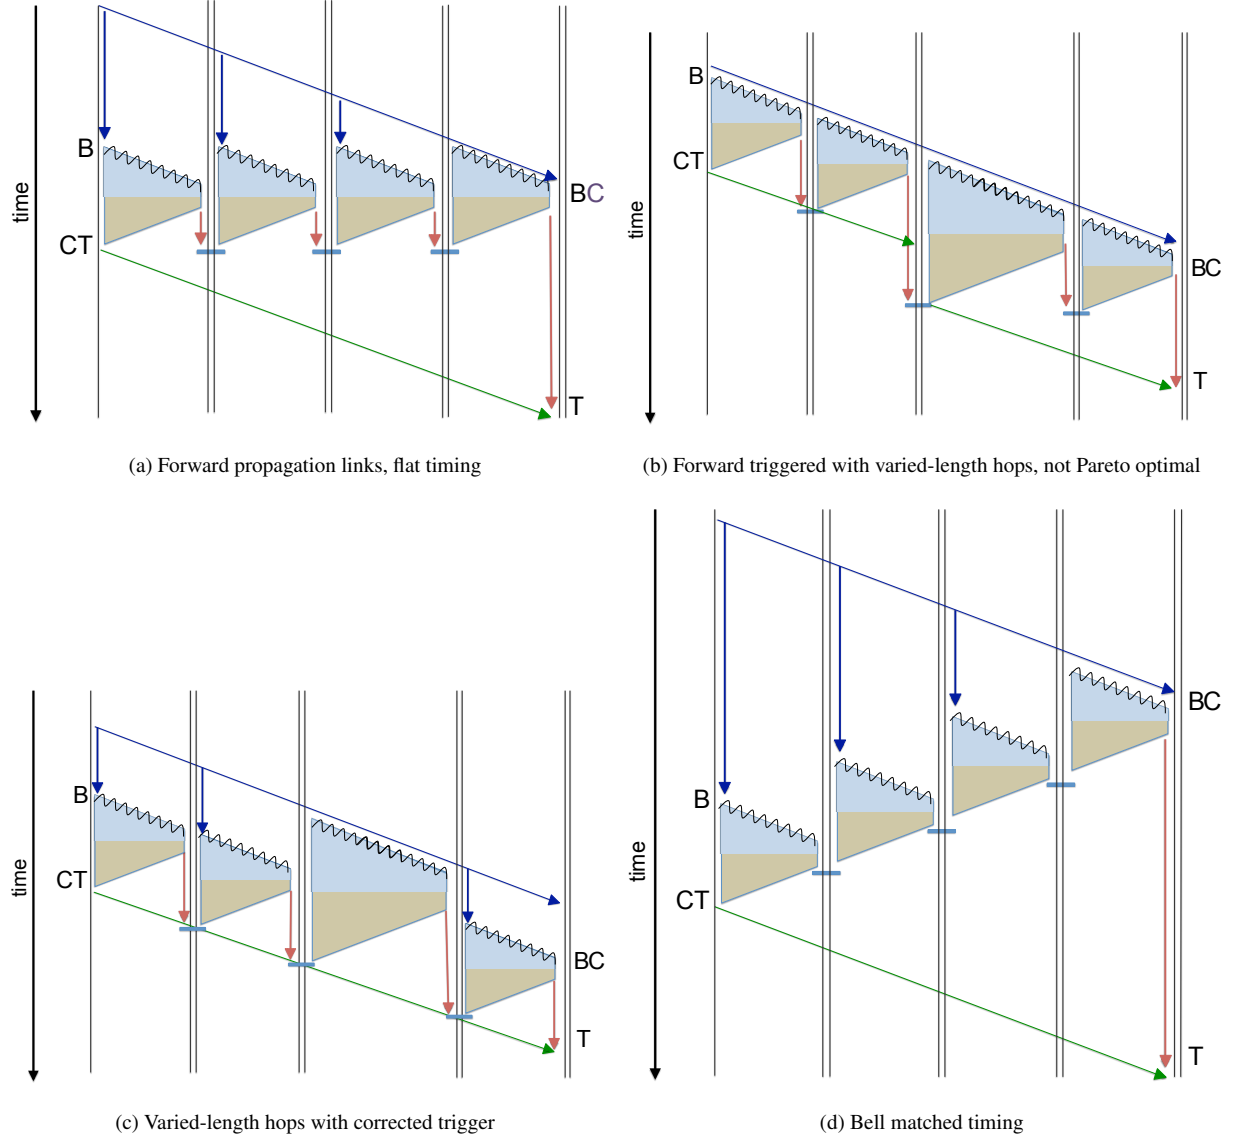 time
B
CT
BC
T
(a) Forward propagation links, flat timing
time
B
CT
BC
T
(b) Forward triggered with varied-length hops, not Pareto optimal
time
B
CT
BC
T
(c) Varied-length hops with corrected trigger
time
BC
B
CT
T
(d) Bell matched timing